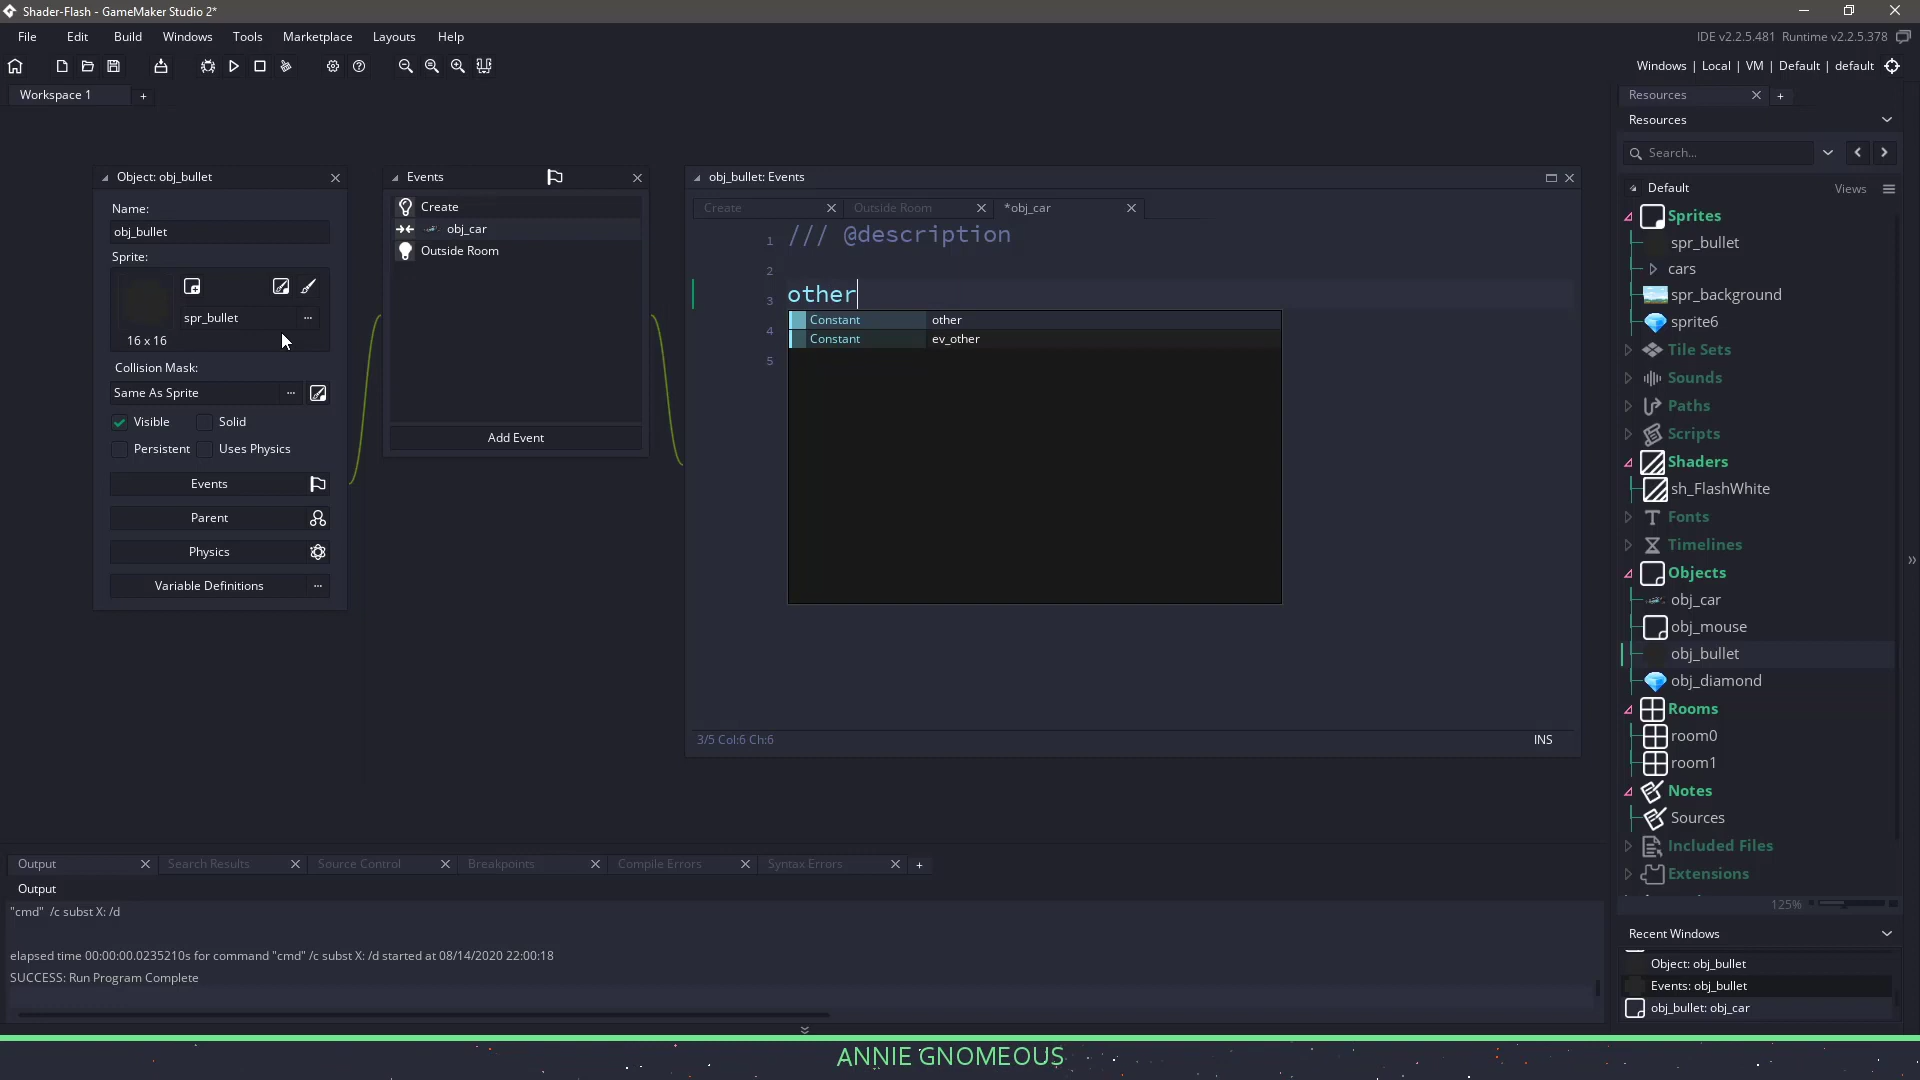 Shader-Flash - GameMaker Studio 2*
File Edit Build Windows Tools Marketplace Layouts Help
IDE v2.2.5.481 Runtime v2.2.5.378
Windows | Local | VM | Default | default
Workspace 1 +
Object: obj_bullet
Name:
obj_bullet
Sprite:
spr_bullet ...
16 x 16
Collision Mask:
Same As Sprite ...
Visible Solid
Persistent Uses Physics
Events
Parent
Physics
Variable Definitions ...
Events
Create
obj_car
Outside Room
Add Event
obj_bullet: Events
Create Outside Room *obj_car
1 /// @description
2
3 other
4
5
Constant other
Constant ev_other
3/5 Col:6 Ch:6 INS
Resources +
Resources
Search...
Default Views
Sprites
spr_bullet
cars
spr_background
sprite6
Tile Sets
Sounds
Paths
Scripts
Shaders
sh_FlashWhite
Fonts
Timelines
Objects
obj_car
obj_mouse
obj_bullet
obj_diamond
Rooms
room0
room1
Notes
Sources
Included Files
Extensions
125%
Recent Windows
Object: obj_bullet
Events: obj_bullet
obj_bullet: obj_car
Output Search Results Source Control Breakpoints Compile Errors Syntax Errors +
Output
"cmd" /c subst X: /d
elapsed time 00:00:00.0235210s for command "cmd" /c subst X: /d started at 08/14/2020 22:00:18
SUCCESS: Run Program Complete
ANNIE GNOMEOUS